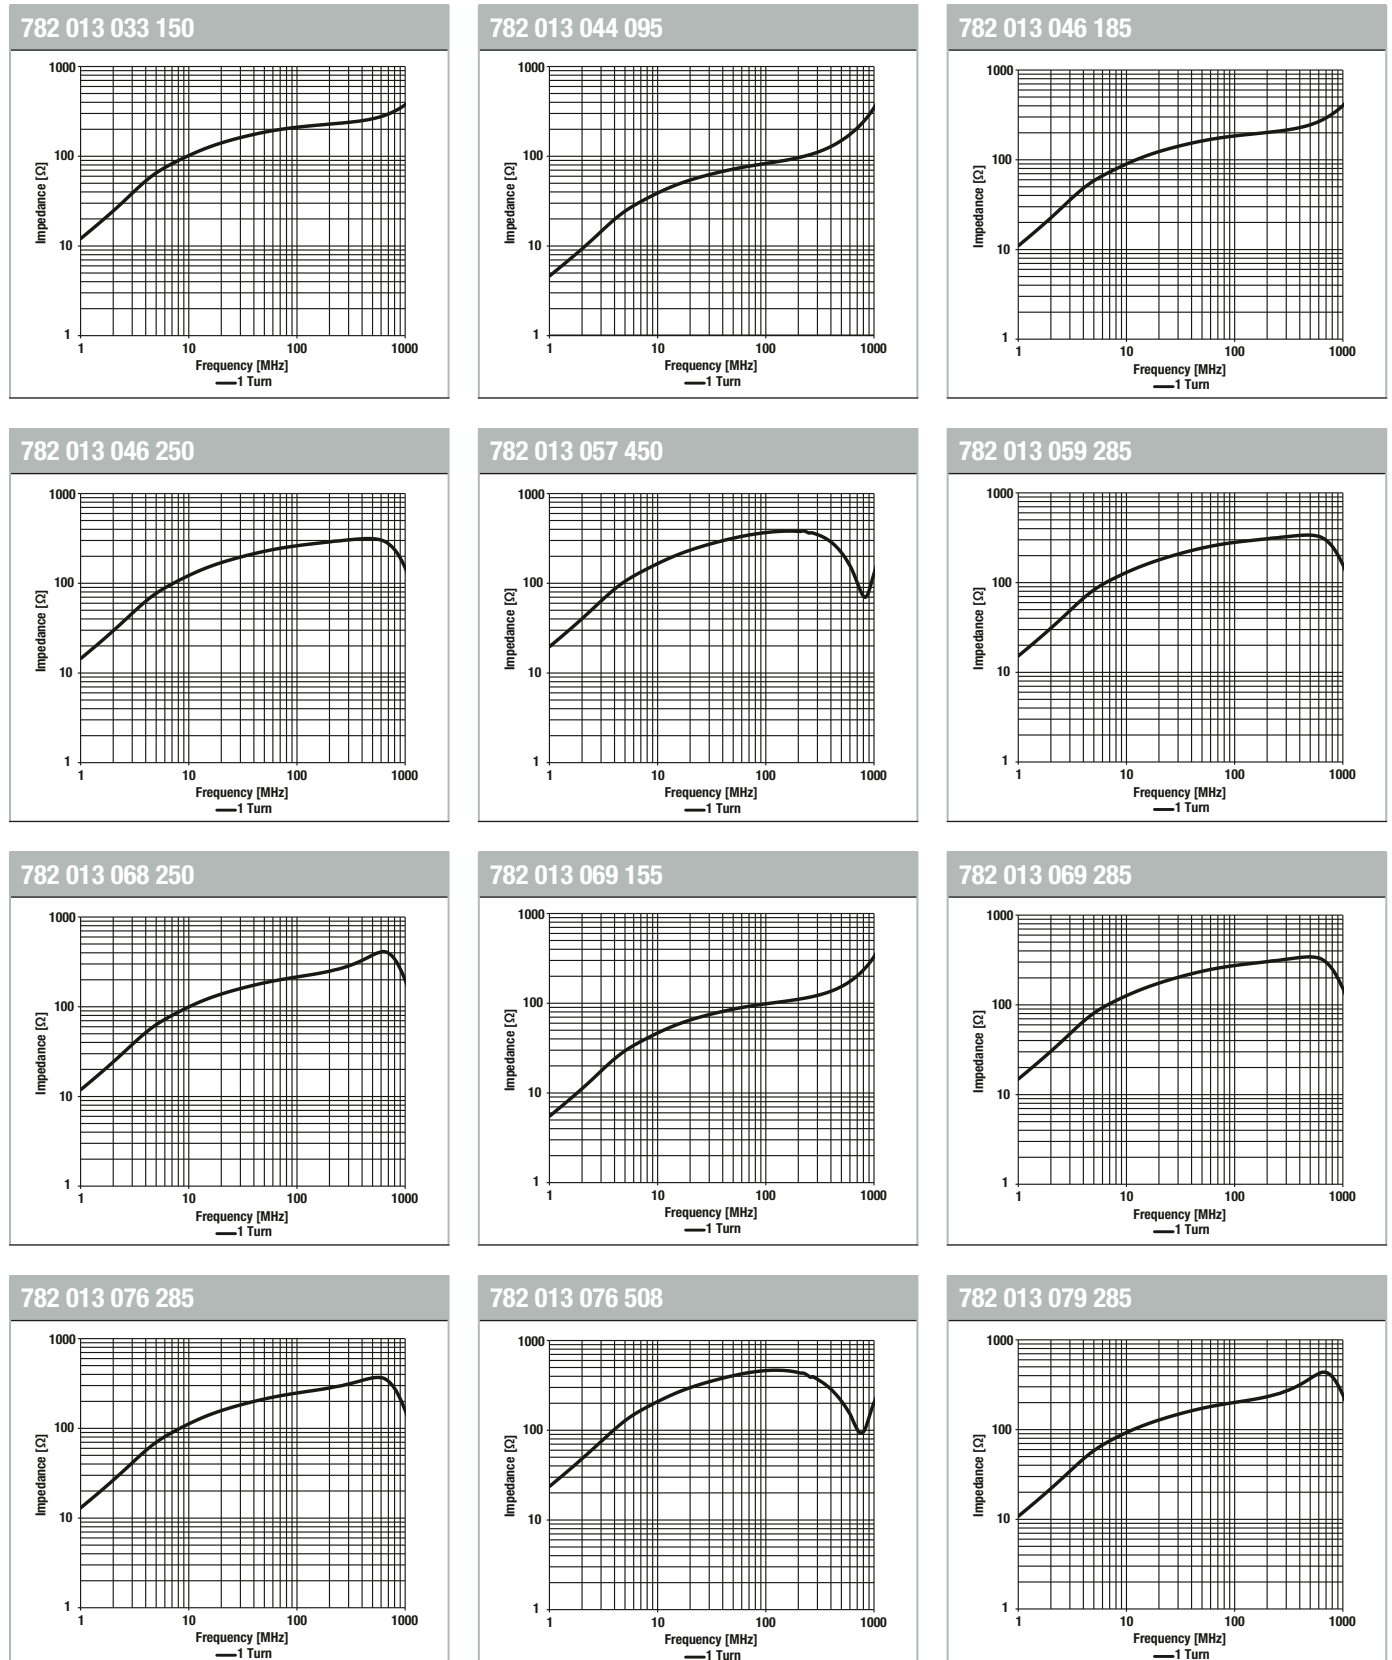 782 013 033 150
1000
100
10
1
Impedance [Ω]
1 10 100 1000
Frequency [MHz]
1 Turn
782 013 044 095
1000
100
10
1
Impedance [Ω]
1 10 100 1000
Frequency [MHz]
1 Turn
782 013 046 185
1000
100
10
1
Impedance [Ω]
1 10 100 1000
Frequency [MHz]
1 Turn
782 013 046 250
1000
100
10
1
Impedance [Ω]
1 10 100 1000
Frequency [MHz]
1 Turn
782 013 057 450
1000
100
10
1
Impedance [Ω]
1 10 100 1000
Frequency [MHz]
1 Turn
782 013 059 285
1000
100
10
1
Impedance [Ω]
1 10 100 1000
Frequency [MHz]
1 Turn
782 013 068 250
1000
100
10
1
Impedance [Ω]
1 10 100 1000
Frequency [MHz]
1 Turn
782 013 069 155
1000
100
10
1
Impedance [Ω]
1 10 100 1000
Frequency [MHz]
1 Turn
782 013 069 285
1000
100
10
1
Impedance [Ω]
1 10 100 1000
Frequency [MHz]
1 Turn
782 013 076 285
1000
100
10
1
Impedance [Ω]
1 10 100 1000
Frequency [MHz]
1 Turn
782 013 076 508
1000
100
10
1
Impedance [Ω]
1 10 100 1000
Frequency [MHz]
1 Turn
782 013 079 285
1000
100
10
1
Impedance [Ω]
1 10 100 1000
Frequency [MHz]
1 Turn